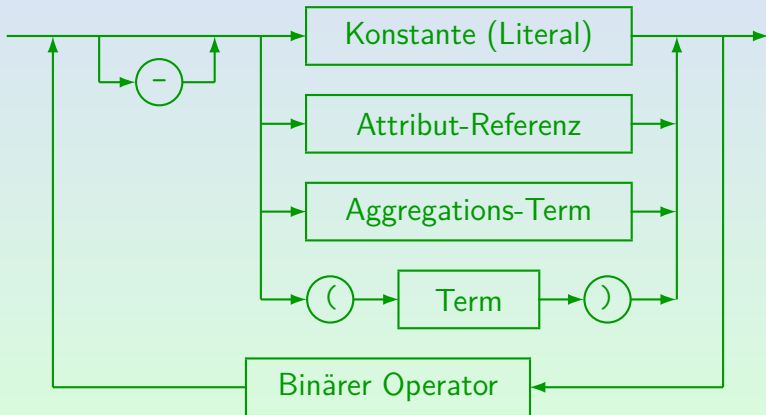 Konstante (Literal)
-
Attribut-Referenz
Aggregations-Term
( Term )
Binärer Operator